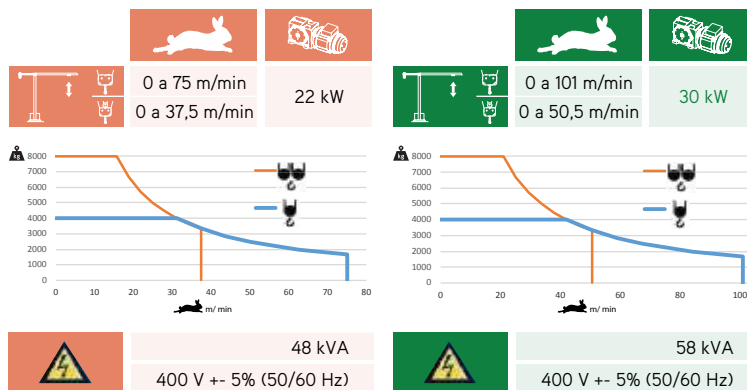 0 a 75 m/min
0 a 37,5 m/min
22 kW
0 a 101 m/min
0 a 50,5 m/min
30 kW
kg
8000
7000
6000
5000
4000
3000
2000
1000
0
0 10 20 30 40 50 60 70 80
m/ min
kg
8000
7000
6000
5000
4000
3000
2000
1000
0
0 20 40 60 80 100
m/ min
48 kVA
400 V +- 5% (50/60 Hz)
58 kVA
400 V +- 5% (50/60 Hz)